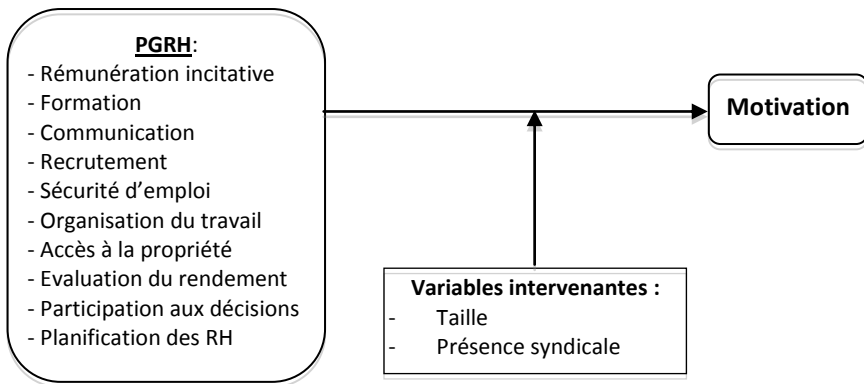 PGRH:
- Rémunération incitative
- Formation
- Communication
- Recrutement
- Sécurité d’emploi
- Organisation du travail
- Accès à la propriété
- Evaluation du rendement
- Participation aux décisions
- Planification des RH
Motivation
Variables intervenantes :
- Taille
- Présence syndicale